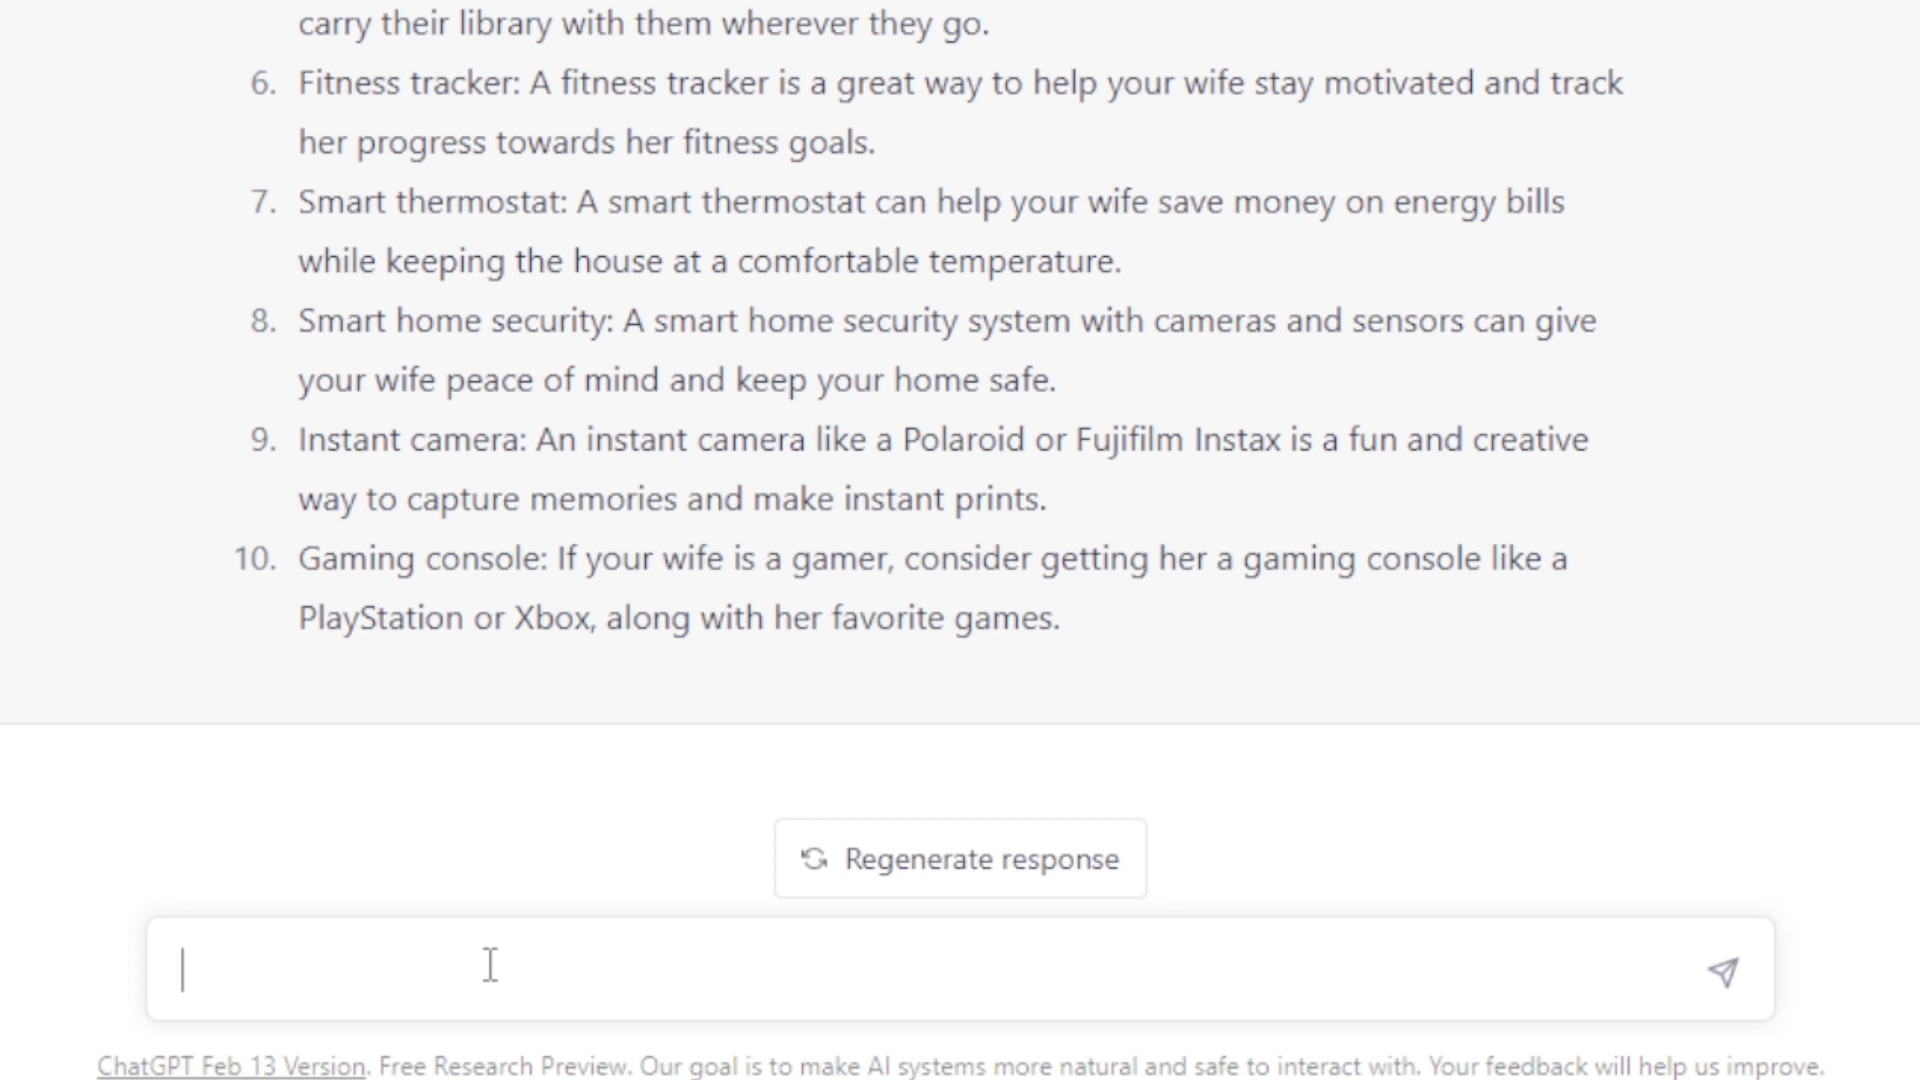 carry their library with them wherever they go.
6. Fitness tracker: A fitness tracker is a great way to help your wife stay motivated and track
her progress towards her fitness goals.
7. Smart thermostat: A smart thermostat can help your wife save money on energy bills
while keeping the house at a comfortable temperature.
8. Smart home security: A smart home security system with cameras and sensors can give
your wife peace of mind and keep your home safe.
9. Instant camera: An instant camera like a Polaroid or Fujifilm Instax is a fun and creative
way to capture memories and make instant prints.
10. Gaming console: If your wife is a gamer, consider getting her a gaming console like a
PlayStation or Xbox, along with her favorite games.
Regenerate response
ChatGPT Feb 13 Version. Free Research Preview. Our goal is to make AI systems more natural and safe to interact with. Your feedback will help us improve.